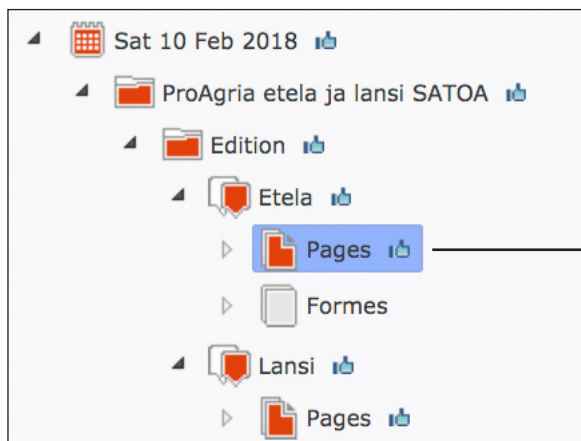 Sat 10 Feb 2018
ProAgria etela ja lansi SATOA
Edition
Etela
Pages
Formes
Lansi
Pages